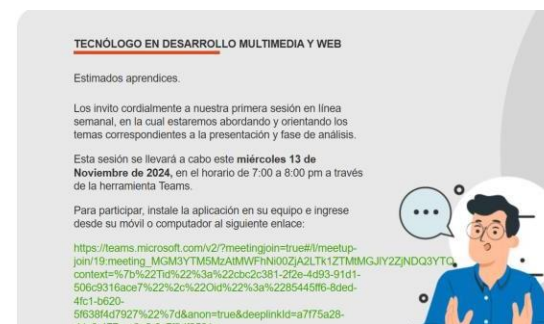 TECNÓLOGO EN DESARROLLO MULTIMEDIA Y WEB
Estimados aprendices.
Los invito cordialmente a nuestra primera sesión en línea
semanal, en la cual estaremos abordando y orientando los
temas correspondientes a la presentación y fase de análisis.
Esta sesión se llevará a cabo este miércoles 13 de
Noviembre de 2024, en el horario de 7:00 a 8:00 pm a través
de la herramienta Teams.
Para participar, instale la aplicación en su equipo e ingrese
desde su móvil o computador al siguiente enlace:
https://teams.microsoft.com/v2/?meetingjoin=true#/l/meetup-
context=%7b%22Tid%22%3a%22cbc2c381-2f2e-4d93-91d1-
506c9316ace7%22%2c%22Oid%22%3a%2285445ff6-8ded-
4fc1-b620-
5f638f4d7927%22%7d&anon=true&deeplinkId=a7f75a28-